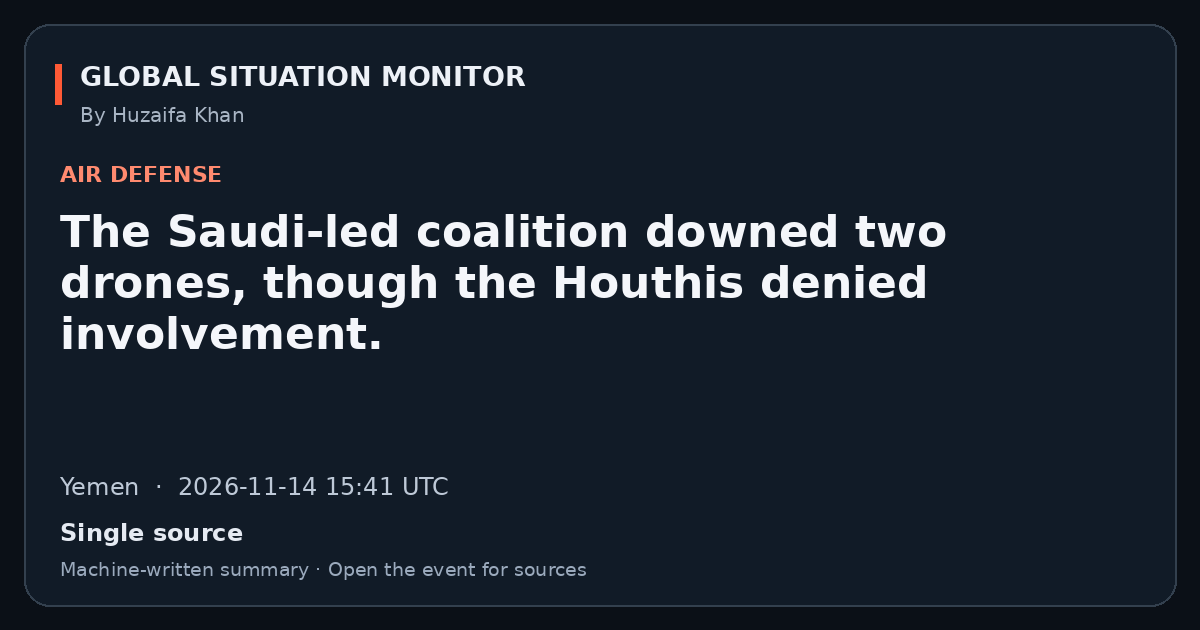 GLOBAL SITUATION MONITOR
By Huzaifa Khan
AIR DEFENSE
The Saudi-led coalition downed two
drones, though the Houthis denied
involvement.
Yemen · 2026-11-14 15:41 UTC
Single source
Machine-written summary · Open the event for sources